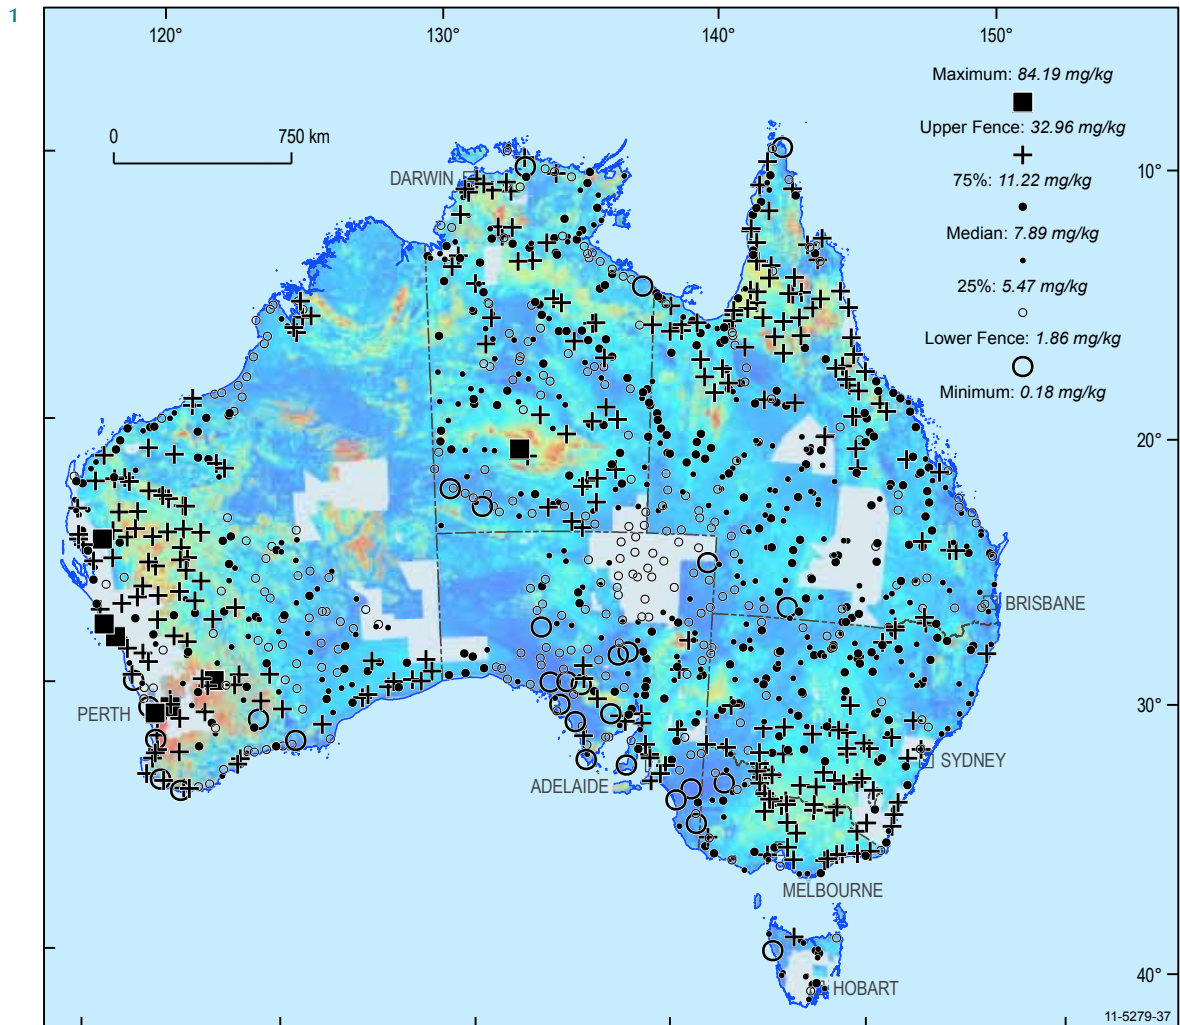 1
120°
130°
140°
150°
Maximum: 84.19 mg/kg
Upper Fence: 32.96 mg/kg
75%: 11.22 mg/kg
Median: 7.89 mg/kg
25%: 5.47 mg/kg
Lower Fence: 1.86 mg/kg
Minimum: 0.18 mg/kg
0
750 km
DARWIN
10°
20°
BRISBANE
30°
PERTH
SYDNEY
ADELAIDE
MELBOURNE
40°
HOBART
11-5279-37